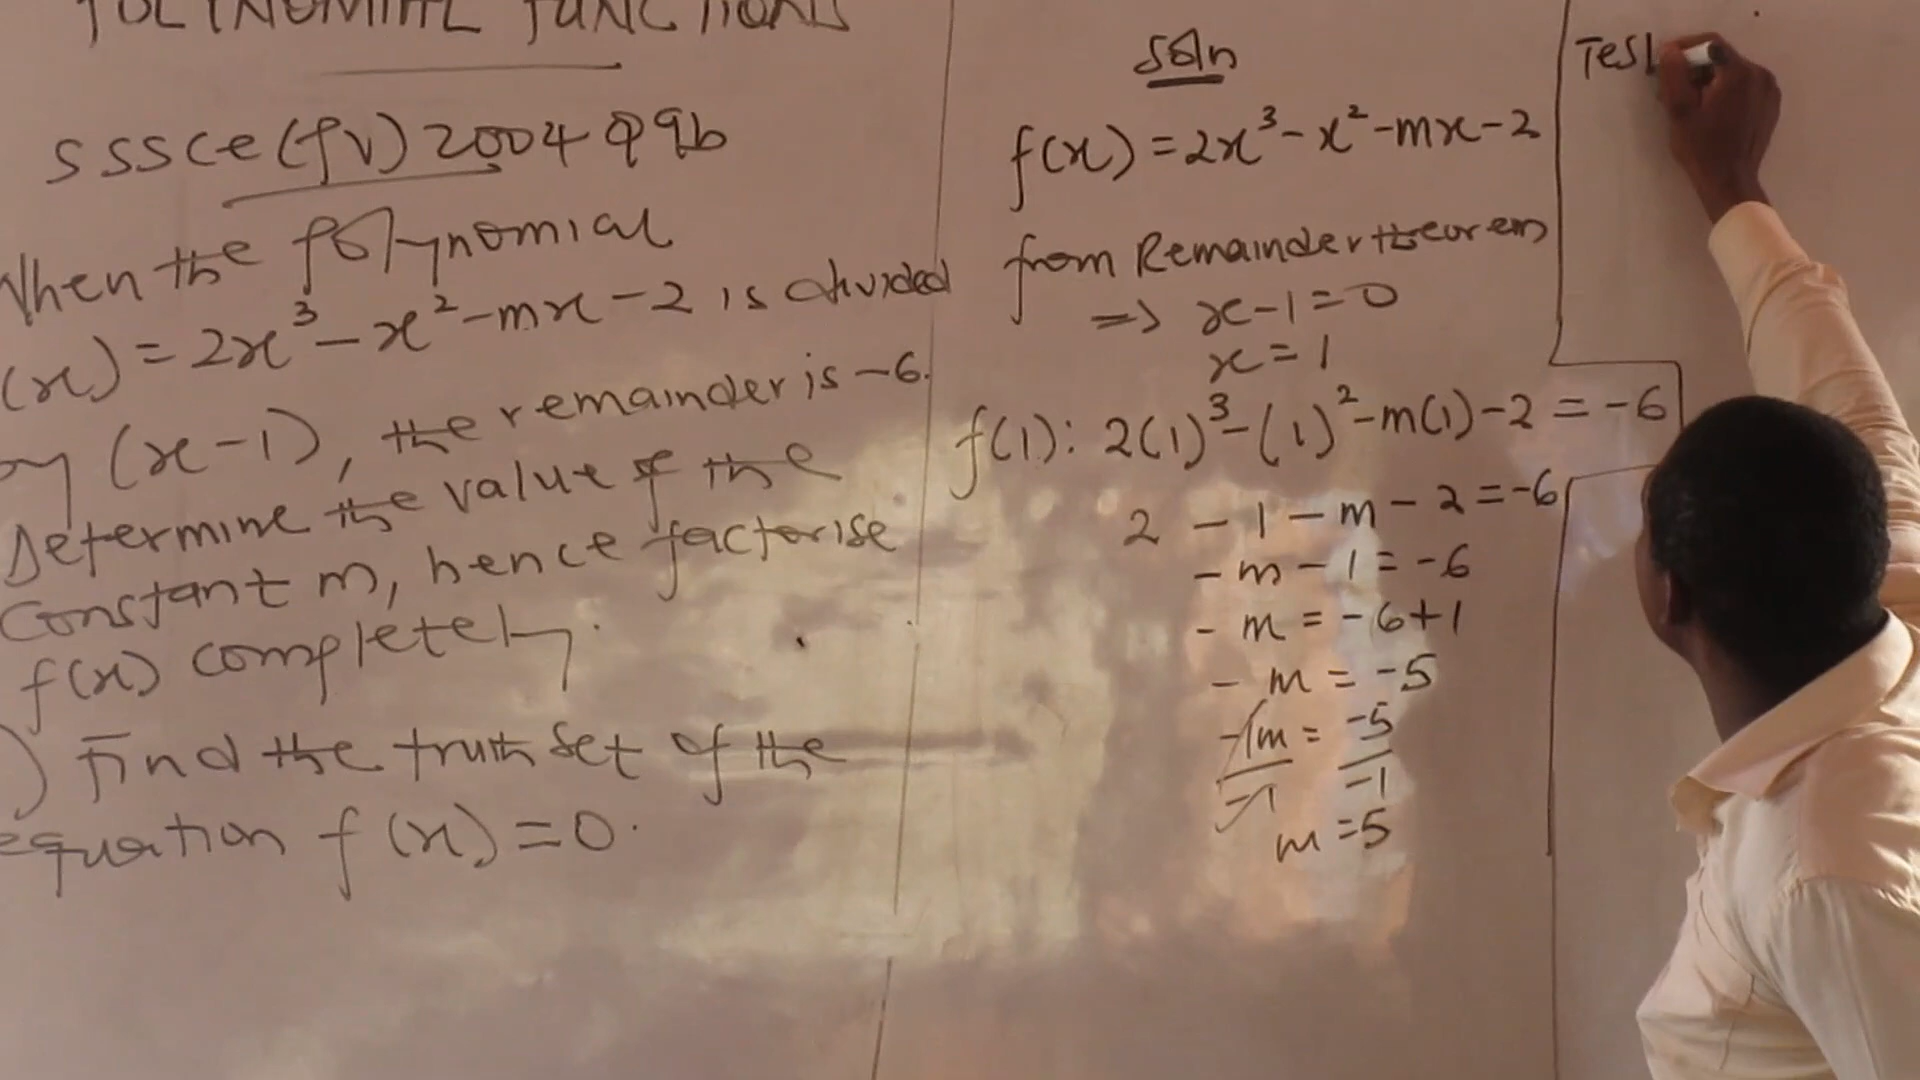 POLYNOMIAL FUNCTIONS
SSSCE (PV) 2004 Q9b
When the polynomial
(x) = 2x³ - x² - mx - 2 is divided
by (x-1), the remainder is -6.
Determine the value of the
constant m, hence factorise
f(x) completely.
) Find the truth set of the
equation f(x) = 0.
Soln
f(x) = 2x³ - x² - mx - 2
from Remainder theorem
=> x - 1 = 0
x = 1
f(1): 2(1)³ - (1)² - m(1) - 2 = -6
2 - 1 - m - 2 = -6
- m - 1 = -6
- m = -6 + 1
- m = -5
-1m/-1 = -5/-1
m = 5
Test